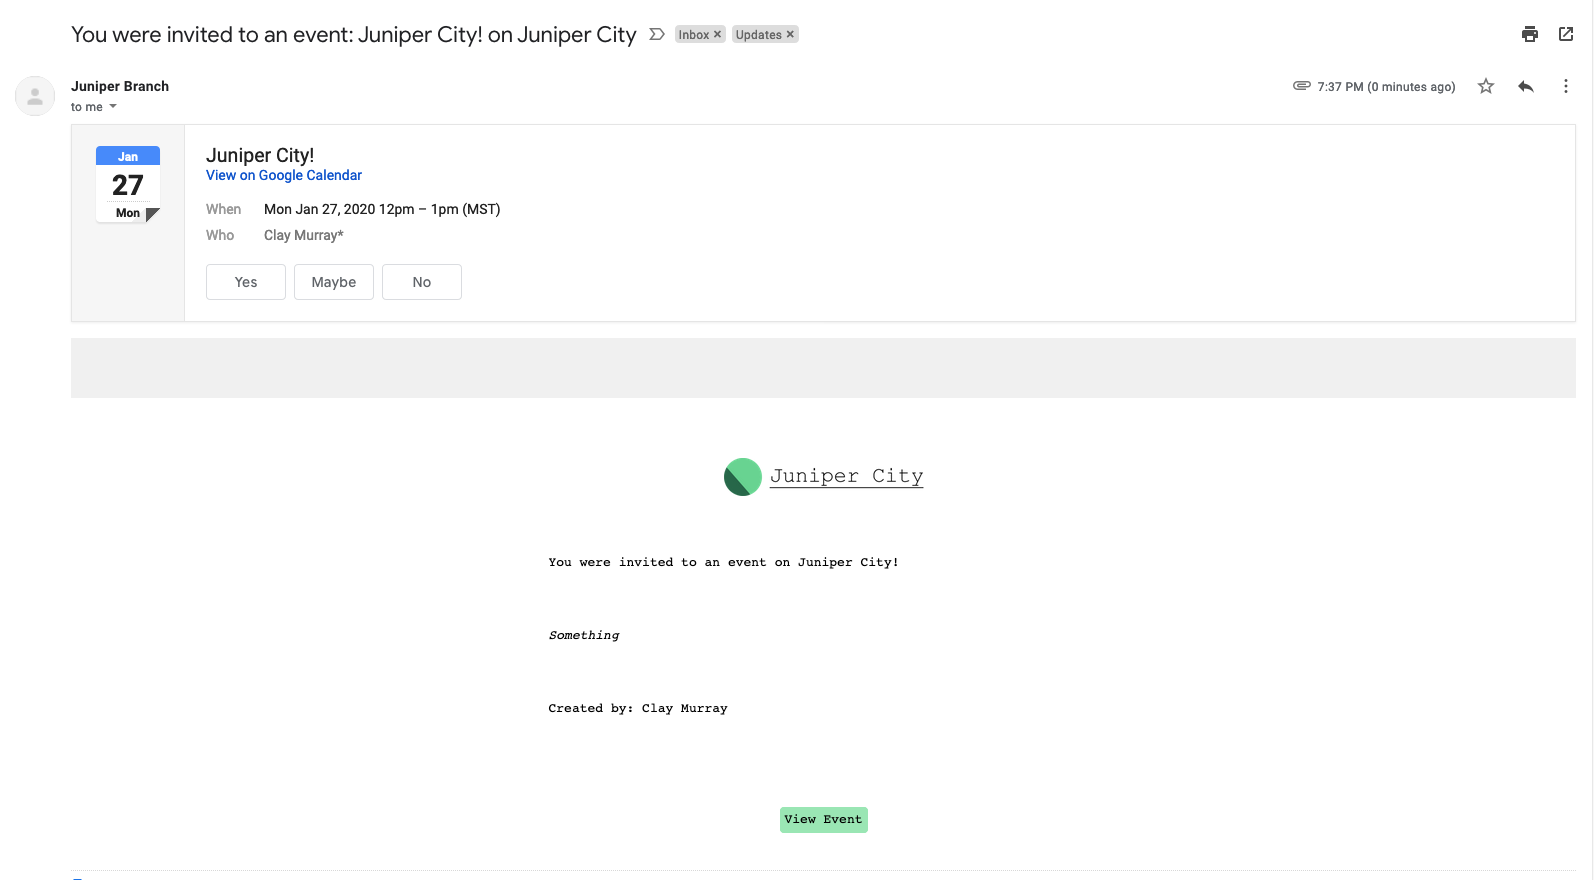 You were invited to an event: Juniper City! on Juniper City Inbox × Updates ×
Juniper Branch 7:37 PM (0 minutes ago)
to me
Jan
27
Mon
Juniper City!
View on Google Calendar
When Mon Jan 27, 2020 12pm – 1pm (MST)
Who Clay Murray*
Yes Maybe No
Juniper City
You were invited to an event on Juniper City!
Something
Created by: Clay Murray
View Event